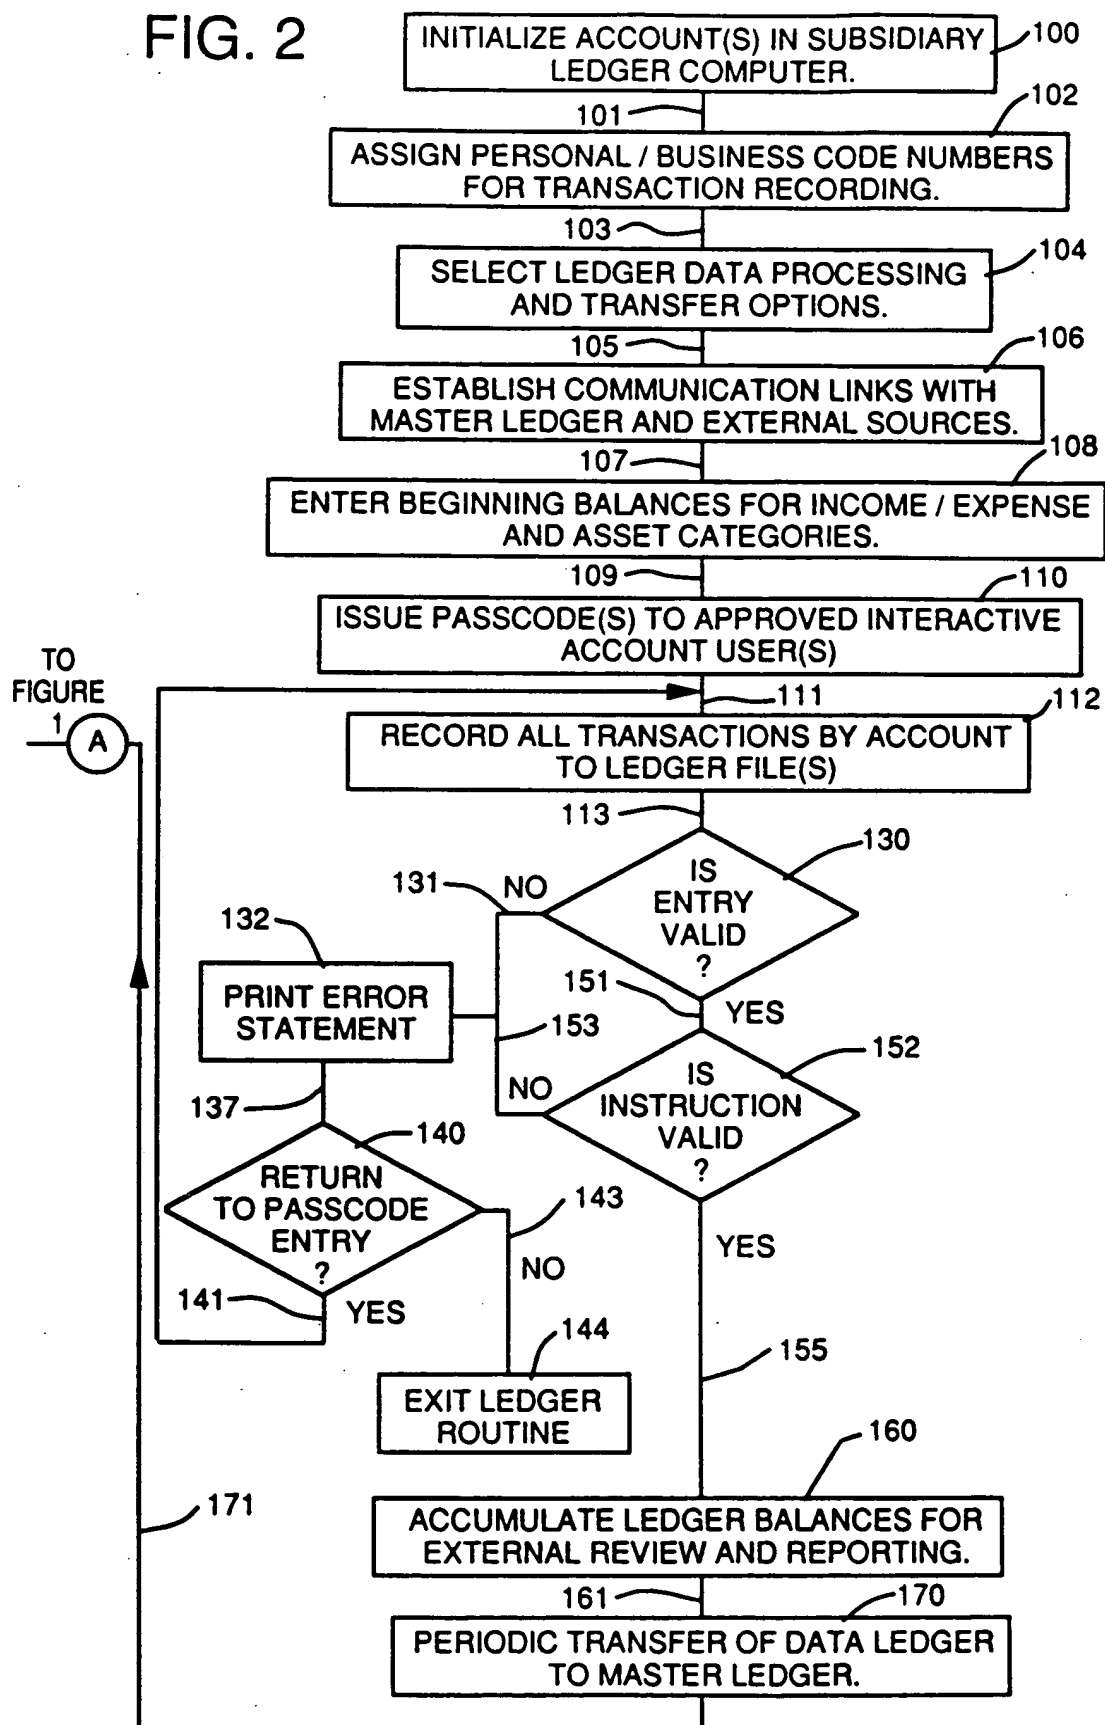 FIG. 2
INITIALIZE ACCOUNT(S) IN SUBSIDIARY
LEDGER COMPUTER.
100
101
102
ASSIGN PERSONAL / BUSINESS CODE NUMBERS
FOR TRANSACTION RECORDING.
103
104
SELECT LEDGER DATA PROCESSING
AND TRANSFER OPTIONS.
105
106
ESTABLISH COMMUNICATION LINKS WITH
MASTER LEDGER AND EXTERNAL SOURCES.
107
108
ENTER BEGINNING BALANCES FOR INCOME / EXPENSE
AND ASSET CATEGORIES.
109
110
ISSUE PASSCODE(S) TO APPROVED INTERACTIVE
ACCOUNT USER(S)
TO
FIGURE
1
A
111
112
RECORD ALL TRANSACTIONS BY ACCOUNT
TO LEDGER FILE(S)
113
130
IS
ENTRY
VALID
?
131
NO
132
PRINT ERROR
STATEMENT
151
YES
153
152
IS
INSTRUCTION
VALID
?
NO
137
140
RETURN
TO PASSCODE
ENTRY
?
143
NO
YES
141
YES
144
EXIT LEDGER
ROUTINE
155
160
ACCUMULATE LEDGER BALANCES FOR
EXTERNAL REVIEW AND REPORTING.
171
161
170
PERIODIC TRANSFER OF DATA LEDGER
TO MASTER LEDGER.